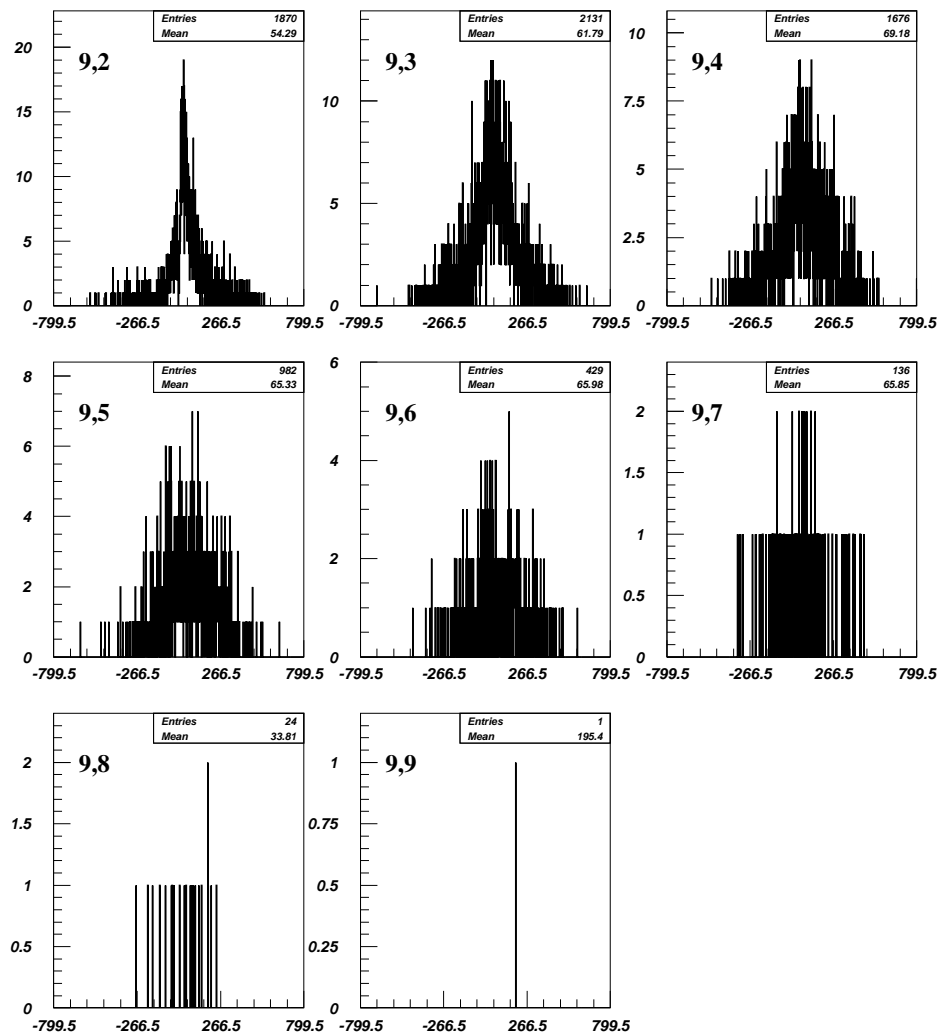 Entries 1870
Mean 54.29
9,2
20
15
10
5
0
-799.5 -266.5 266.5 799.5
Entries 2131
Mean 61.79
9,3
10
5
0
-799.5 -266.5 266.5 799.5
Entries 1676
Mean 69.18
9,4
10
7.5
5
2.5
0
-799.5 -266.5 266.5 799.5
Entries 982
Mean 65.33
9,5
8
6
4
2
0
-799.5 -266.5 266.5 799.5
Entries 429
Mean 65.98
9,6
6
4
2
0
-799.5 -266.5 266.5 799.5
Entries 136
Mean 65.85
9,7
2
1.5
1
0.5
0
-799.5 -266.5 266.5 799.5
Entries 24
Mean 33.81
9,8
2
1.5
1
0.5
0
-799.5 -266.5 266.5 799.5
Entries 1
Mean 195.4
9,9
1
0.75
0.5
0.25
0
-799.5 -266.5 266.5 799.5